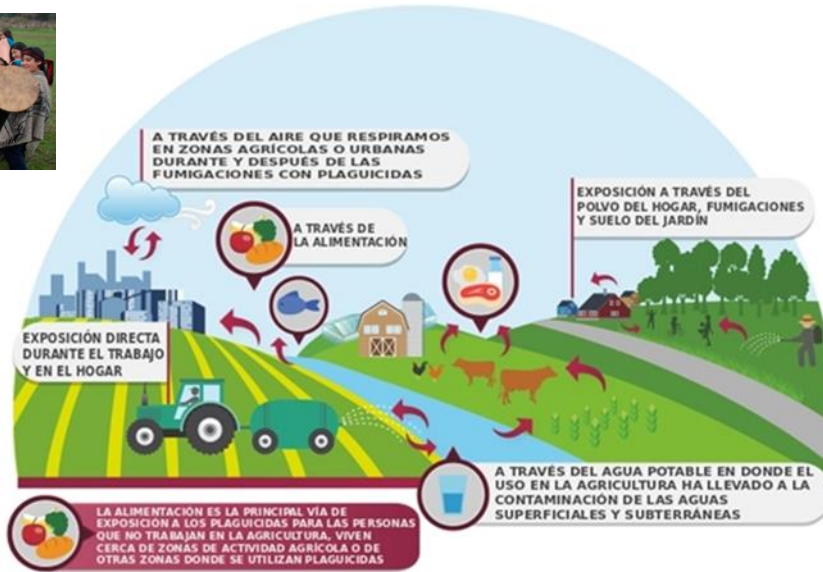 A TRAVÉS DEL AIRE QUE RESPIRAMOS
EN ZONAS AGRÍCOLAS O URBANAS
DURANTE Y DESPUÉS DE LAS
FUMIGACIONES CON PLAGUICIDAS
A TRAVÉS DE
LA ALIMENTACIÓN
EXPOSICIÓN A TRAVÉS DEL
POLVO DEL HOGAR, FUMIGACIONES
Y SUELO DEL JARDÍN
EXPOSICIÓN DIRECTA
DURANTE EL TRABAJO
Y EN EL HOGAR
A TRAVÉS DEL AGUA POTABLE EN DONDE EL
USO EN LA AGRICULTURA HA LLEVADO A LA
CONTAMINACIÓN DE LAS AGUAS
SUPERFICIALES Y SUBTERRÁNEAS
LA ALIMENTACIÓN ES LA PRINCIPAL VÍA DE
EXPOSICIÓN A LOS PLAGUICIDAS PARA LAS PERSONAS
QUE NO TRABAJAN EN LA AGRICULTURA, VIVEN
CERCA DE ZONAS DE ACTIVIDAD AGRÍCOLA O DE
OTRAS ZONAS DONDE SE UTILIZAN PLAGUICIDAS